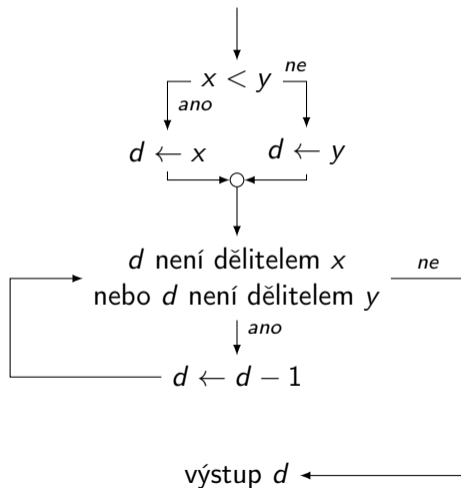 x < y
ne
ano
d ← x
d ← y
d není dělitelem x
nebo d není dělitelem y
ne
ano
d ← d − 1
výstup d